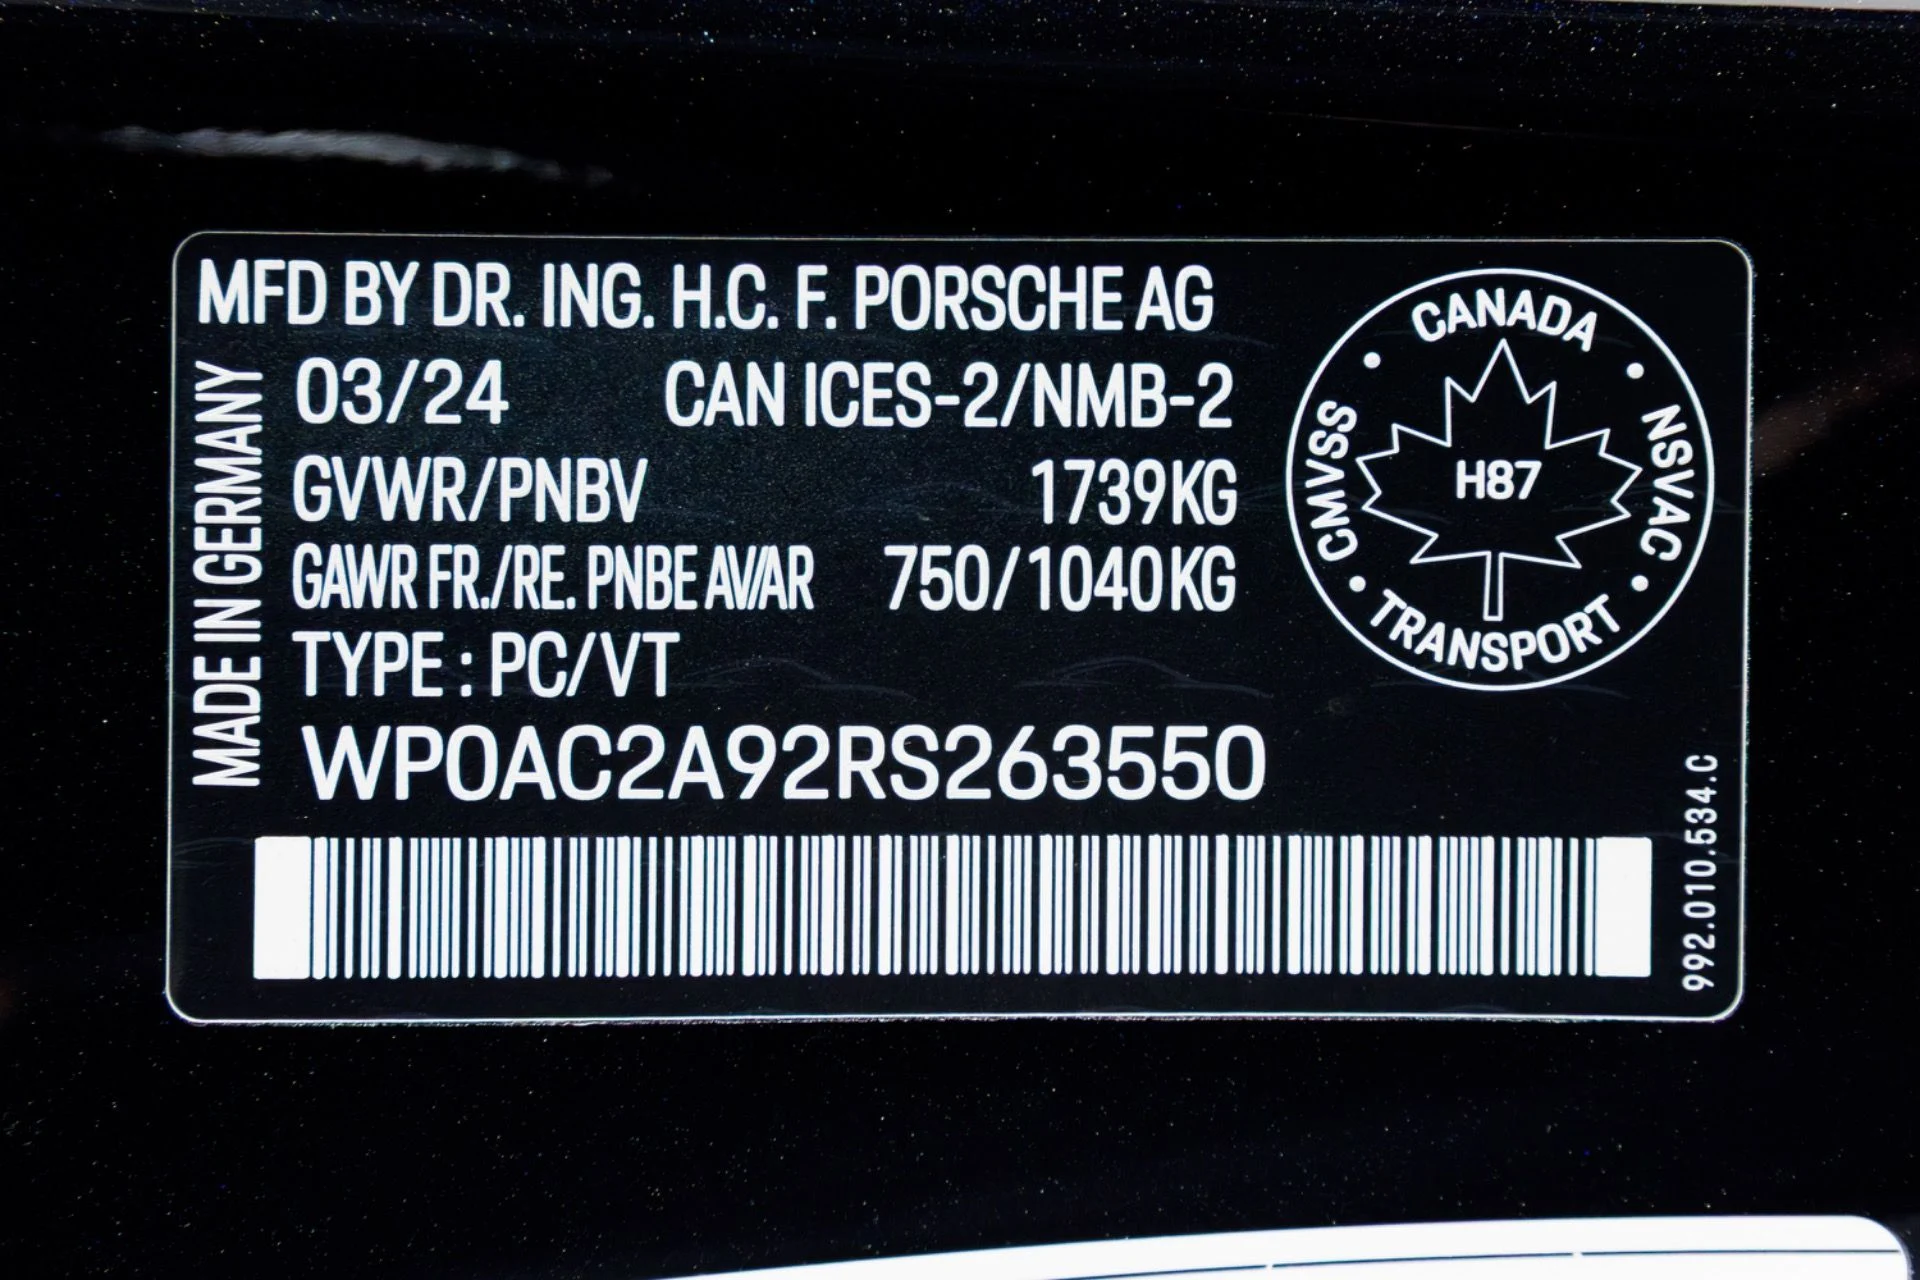 MFD BY DR. ING. H.C. F. PORSCHE AG
MADE IN GERMANY
03/24 CAN ICES-2/NMB-2
GVWR/PNBV 1739KG
GAWR FR./RE. PNBE AV/AR 750/1040KG
TYPE : PC/VT
WP0AC2A92RS263550
CANADA
CMVSS
NSVAC
H87
TRANSPORT
992.010.534.C